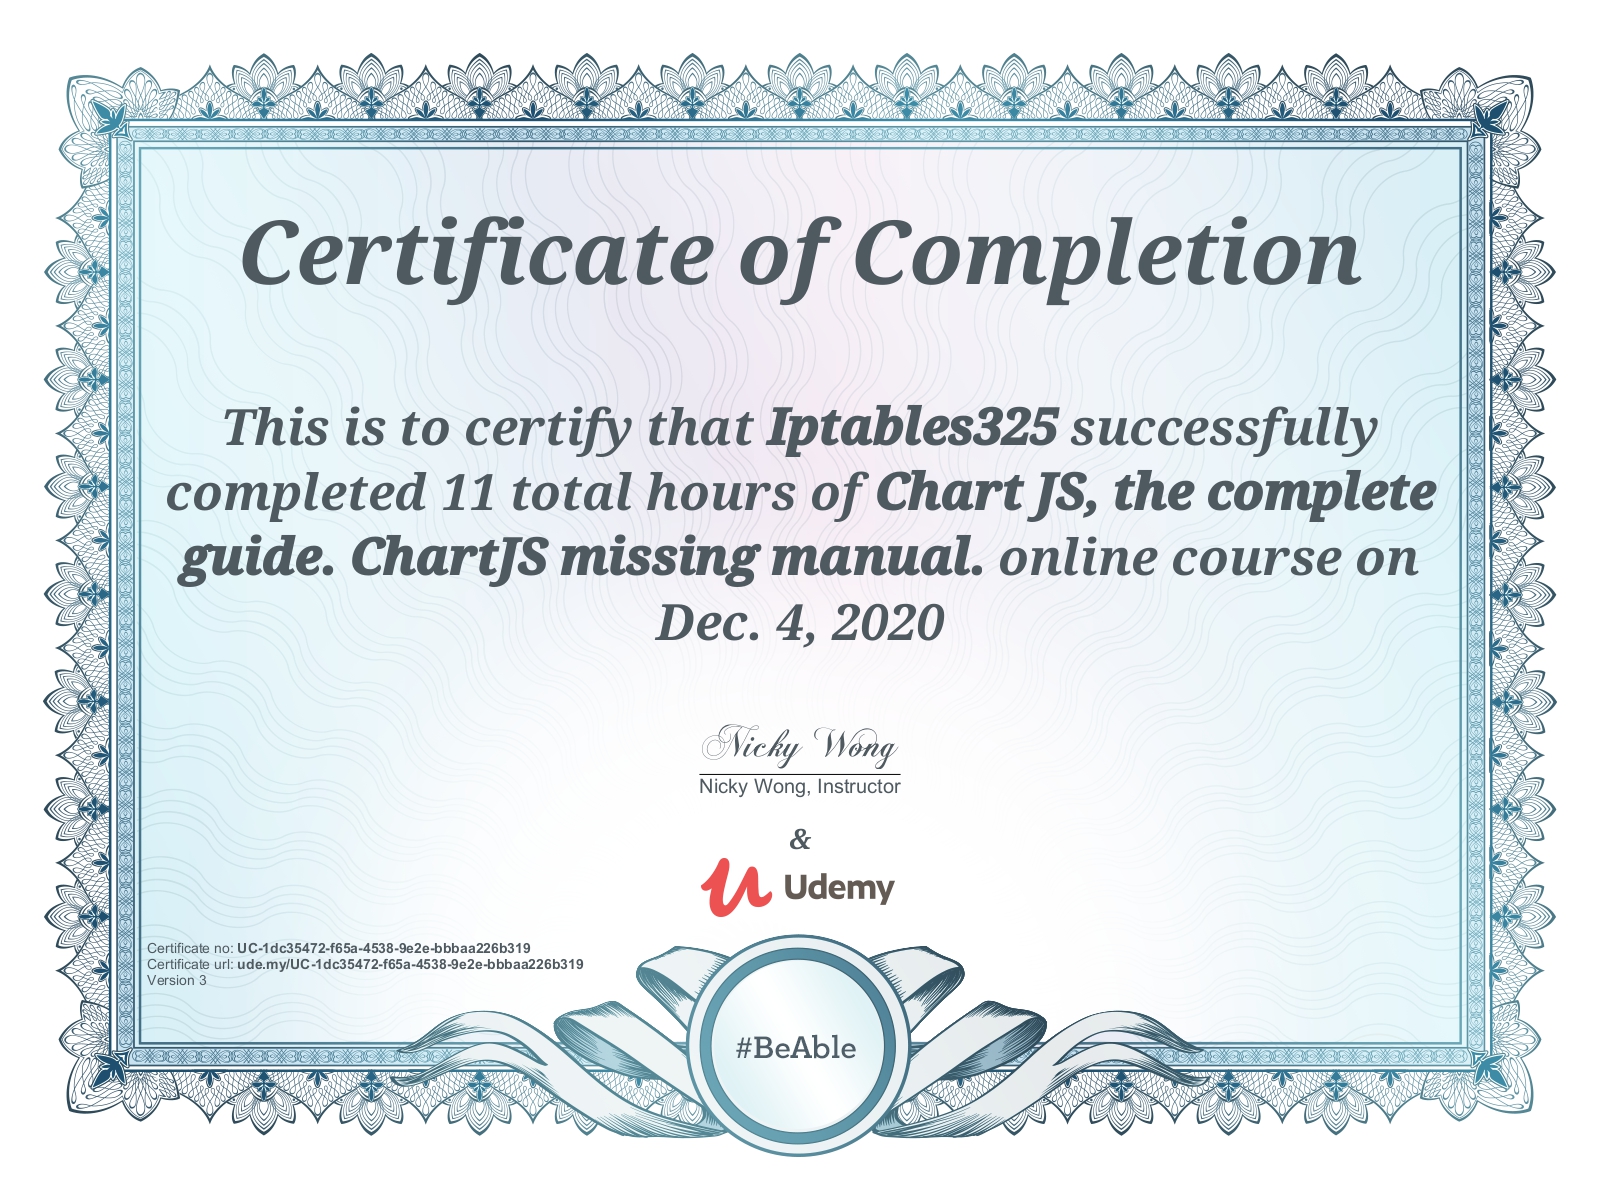 Certificate of Completion
This is to certify that Iptables325 successfully
completed 11 total hours of Chart JS, the complete
guide. ChartJS missing manual. online course on
Dec. 4, 2020
Nicky Wong
Nicky Wong, Instructor
&
Udemy
Certificate no: UC-1dc35472-f65a-4538-9e2e-bbbaa226b319
Certificate url: ude.my/UC-1dc35472-f65a-4538-9e2e-bbbaa226b319
Version 3
#BeAble